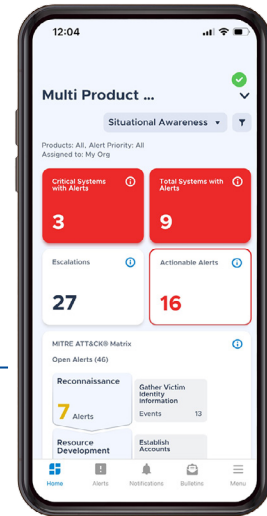 12:04
Multi Product ...
Situational Awareness
Products: All, Alert Priority: All
Assigned to: My Org
Critical Systems
with Alerts
3
Total Systems with
Alerts
9
Escalations
27
Actionable Alerts
16
MITRE ATT&CK® Matrix
Open Alerts (46)
Reconnaissance
7 Alerts
Gather Victim
Identity
Information
Events 13
Resource
Development
Establish
Accounts
Home
Alerts
Notifications
Bulletins
Menu